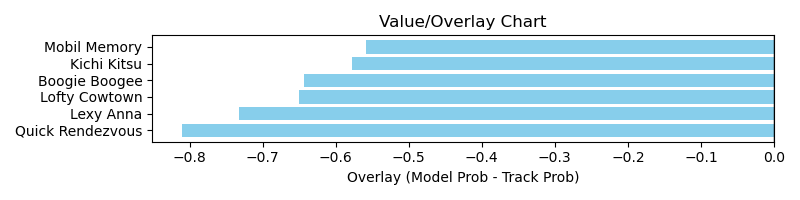 Value/Overlay Chart
Mobil Memory
Kichi Kitsu
Boogie Boogee
Lofty Cowtown
Lexy Anna
Quick Rendezvous
−0.8 −0.7 −0.6 −0.5 −0.4 −0.3 −0.2 −0.1 0.0
Overlay (Model Prob - Track Prob)